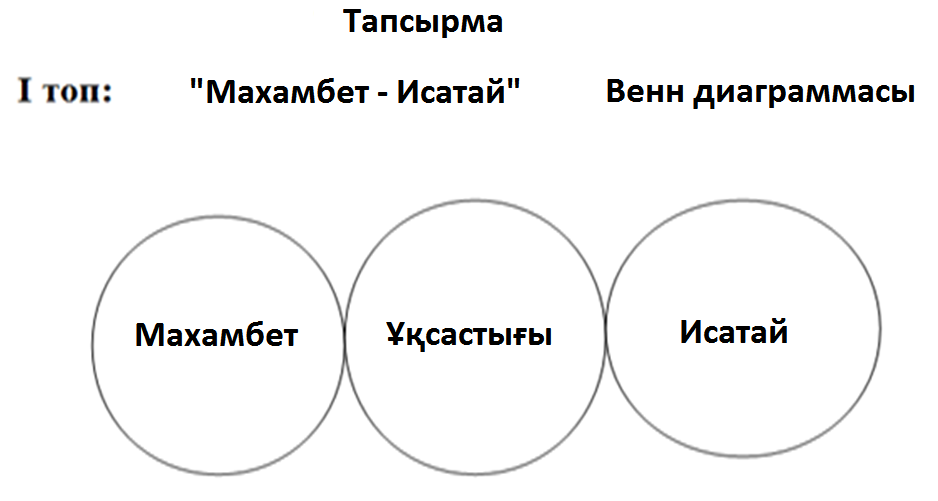 Тапсырма
І топ: "Махамбет - Исатай" Венн диаграммасы
Махамбет Ұқсастығы Исатай